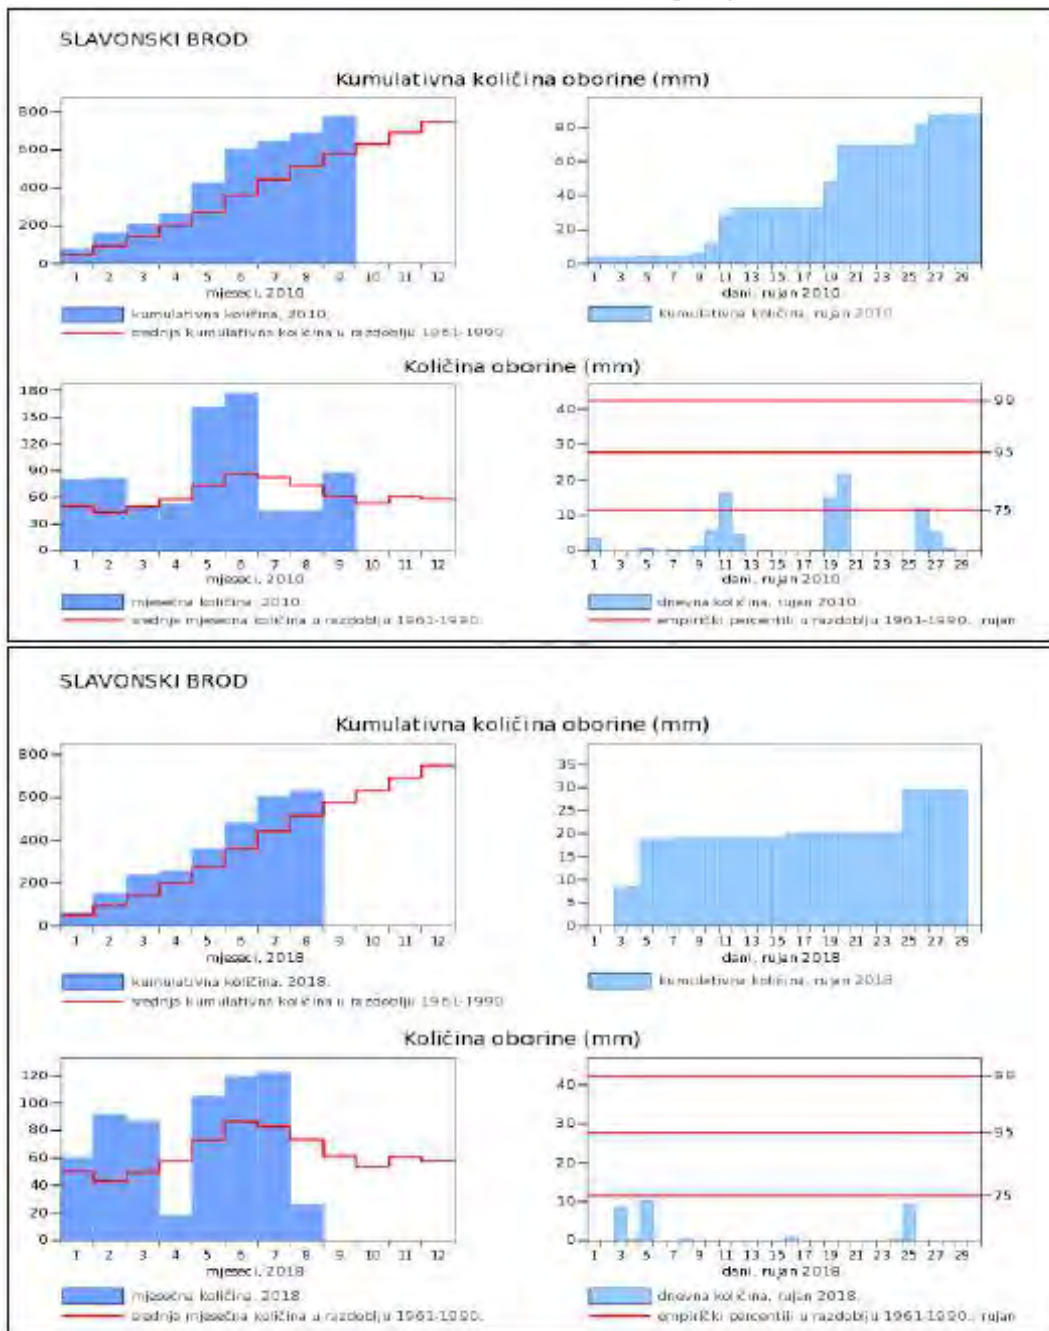 SLAVONSKI BROD
Kumulativna količina oborine (mm)
800
600
400
200
0
1 2 3 4 5 6 7 8 9 10 11 12
mjeseci, 2010
kumulativna količina, 2010.
srednja kumulativna količina u razdoblju 1961-1990
80
60
40
20
0
1 3 5 7 9 11 13 15 17 19 21 23 25 27 29
dani, rujan 2010
kumulativna količina, rujan 2010
Količina oborine (mm)
180
150
120
90
60
30
0
1 2 3 4 5 6 7 8 9 10 11 12
mjeseci, 2010
mjesečna količina, 2010.
srednja mjesečna količina u razdoblju 1961-1990.
40
30
20
10
0
99
95
75
1 3 5 7 9 11 13 15 17 19 21 23 25 27 29
dani, rujan 2010
dnevna količina, rujan 2010.
empirički percentili u razdoblju 1961-1990., rujan
SLAVONSKI BROD
Kumulativna količina oborine (mm)
800
600
400
200
0
1 2 3 4 5 6 7 8 9 10 11 12
mjeseci, 2018
kumulativna količina, 2018.
srednja kumulativna količina u razdoblju 1961-1990
35
30
25
20
15
10
5
0
1 3 5 7 9 11 13 15 17 19 21 23 25 27 29
dani, rujan 2018
kumulativna količina, rujan 2018
Količina oborine (mm)
120
100
80
60
40
20
0
1 2 3 4 5 6 7 8 9 10 11 12
mjeseci, 2018
mjesečna količina, 2018
srednja mjesečna količina u razdoblju 1961-1990.
40
30
20
10
0
99
95
75
1 3 5 7 9 11 13 15 17 19 21 23 25 27 29
dani, rujan 2018
dnevna količina, rujan 2018.
empirički percentili u razdoblju 1961-1990., rujan